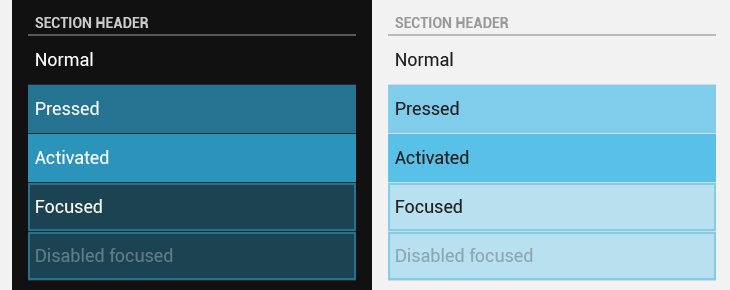 SECTION HEADER
Normal
Pressed
Activated
Focused
Disabled focused
SECTION HEADER
Normal
Pressed
Activated
Focused
Disabled focused